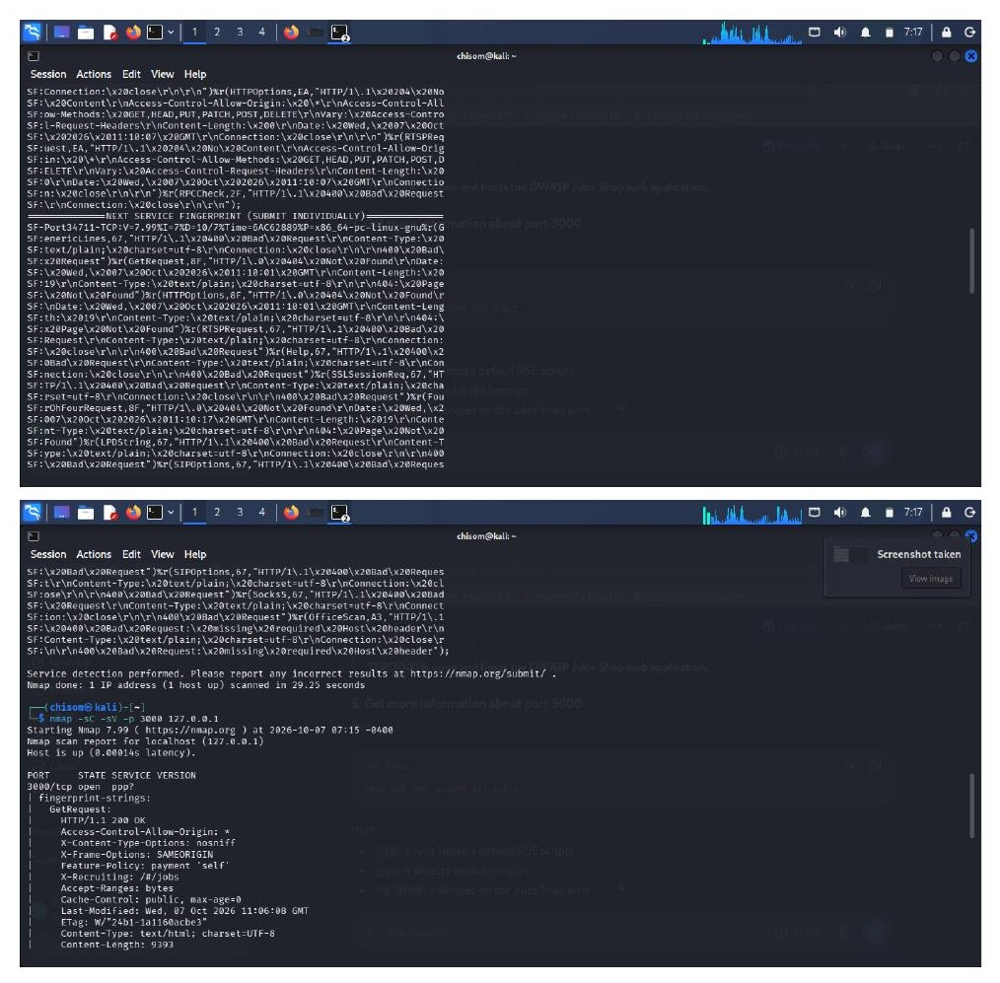 1 2 3 4 7:17
chisom@kali: ~
Session Actions Edit View Help
SF:Connection:\x20close\r\n\r\n")%r(HTTPOptions,EA,"HTTP/1\.1\x20204\x20No
SF:\x20Content\r\nAccess-Control-Allow-Origin:\x20\*\r\nAccess-Control-All
SF:ow-Methods:\x20GET,HEAD,PUT,PATCH,POST,DELETE\r\nVary:\x20Access-Contro
SF:l-Request-Headers\r\nContent-Length:\x200\r\nDate:\x20Wed,\x2007\x20Oct
SF:\x202026\x2011:10:07\x20GMT\r\nConnection:\x20close\r\n\r\n")%r(RTSPReq
SF:uest,EA,"HTTP/1\.1\x20204\x20No\x20Content\r\nAccess-Control-Allow-Orig
SF:in:\x20\*\r\nAccess-Control-Allow-Methods:\x20GET,HEAD,PUT,PATCH,POST,D
SF:ELETE\r\nVary:\x20Access-Control-Request-Headers\r\nContent-Length:\x20
SF:0\r\nDate:\x20Wed,\x2007\x20Oct\x202026\x2011:10:07\x20GMT\r\nConnectio
SF:n:\x20close\r\n\r\n")%r(RPCCheck,2F,"HTTP/1\.1\x20400\x20Bad\x20Request
SF:\r\nConnection:\x20close\r\n\r\n");
==============NEXT SERVICE FINGERPRINT (SUBMIT INDIVIDUALLY)==============
SF-Port34711-TCP:V=7.99%I=7%D=10/7%Time=6AC62889%P=x86_64-pc-linux-gnu%r(G
SF:enericLines,67,"HTTP/1\.1\x20400\x20Bad\x20Request\r\nContent-Type:\x20
SF:text/plain;\x20charset=utf-8\r\nConnection:\x20close\r\n\r\n400\x20Bad\
SF:x20Request")%r(GetRequest,8F,"HTTP/1\.0\x20404\x20Not\x20Found\r\nDate:
SF:\x20Wed,\x2007\x20Oct\x202026\x2011:10:01\x20GMT\r\nContent-Length:\x20
SF:19\r\nContent-Type:\x20text/plain;\x20charset=utf-8\r\n\r\n404:\x20Page
SF:\x20Not\x20Found")%r(HTTPOptions,8F,"HTTP/1\.0\x20404\x20Not\x20Found\r
SF:\nDate:\x20Wed,\x2007\x20Oct\x202026\x2011:10:01\x20GMT\r\nContent-Leng
SF:th:\x2019\r\nContent-Type:\x20text/plain;\x20charset=utf-8\r\n\r\n404:\
SF:x20Page\x20Not\x20Found")%r(RTSPRequest,67,"HTTP/1\.1\x20400\x20Bad\x20
SF:Request\r\nContent-Type:\x20text/plain;\x20charset=utf-8\r\nConnection:
SF:\x20close\r\n\r\n400\x20Bad\x20Request")%r(Help,67,"HTTP/1\.1\x20400\x2
SF:0Bad\x20Request\r\nContent-Type:\x20text/plain;\x20charset=utf-8\r\nCon
SF:nection:\x20close\r\n\r\n400\x20Bad\x20Request")%r(SSLSessionReq,67,"HT
SF:TP/1\.1\x20400\x20Bad\x20Request\r\nContent-Type:\x20text/plain;\x20cha
SF:rset=utf-8\r\nConnection:\x20close\r\n\r\n400\x20Bad\x20Request")%r(Fou
SF:rOhFourRequest,8F,"HTTP/1\.0\x20404\x20Not\x20Found\r\nDate:\x20Wed,\x2
SF:007\x20Oct\x202026\x2011:10:17\x20GMT\r\nContent-Length:\x2019\r\nConte
SF:nt-Type:\x20text/plain;\x20charset=utf-8\r\n\r\n404:\x20Page\x20Not\x20
SF:Found")%r(LPDString,67,"HTTP/1\.1\x20400\x20Bad\x20Request\r\nContent-T
SF:ype:\x20text/plain;\x20charset=utf-8\r\nConnection:\x20close\r\n\r\n400
SF:\x20Bad\x20Request")%r(SIPOptions,67,"HTTP/1\.1\x20400\x20Bad\x20Reques
1 2 3 4 7:17
chisom@kali: ~
Screenshot taken
View image
Session Actions Edit View Help
SF:\x20Bad\x20Request")%r(SIPOptions,67,"HTTP/1\.1\x20400\x20Bad\x20Reques
SF:t\r\nContent-Type:\x20text/plain;\x20charset=utf-8\r\nConnection:\x20cl
SF:ose\r\n\r\n400\x20Bad\x20Request")%r(Socks5,67,"HTTP/1\.1\x20400\x20Bad
SF:\x20Request\r\nContent-Type:\x20text/plain;\x20charset=utf-8\r\nConnect
SF:ion:\x20close\r\n\r\n400\x20Bad\x20Request")%r(OfficeScan,A3,"HTTP/1\.1
SF:\x20400\x20Bad\x20Request:\x20missing\x20required\x20Host\x20header\r\n
SF:Content-Type:\x20text/plain;\x20charset=utf-8\r\nConnection:\x20close\r
SF:\n\r\n400\x20Bad\x20Request:\x20missing\x20required\x20Host\x20header");
Service detection performed. Please report any incorrect results at https://nmap.org/submit/ .
Nmap done: 1 IP address (1 host up) scanned in 29.25 seconds
┌──(chisom㉿kali)-[~]
└─$ nmap -sC -sV -p 3000 127.0.0.1
3. Get more information about port 3000
Starting Nmap 7.99 ( https://nmap.org ) at 2026-10-07 07:15 -0400
Nmap scan report for localhost (127.0.0.1)
Host is up (0.00014s latency).
PORT STATE SERVICE VERSION
3000/tcp open ppp?
| fingerprint-strings:
| GetRequest:
| HTTP/1.1 200 OK
| Access-Control-Allow-Origin: *
| X-Content-Type-Options: nosniff
| X-Frame-Options: SAMEORIGIN
| Feature-Policy: payment 'self'
| X-Recruiting: /#/jobs
| Accept-Ranges: bytes
| Cache-Control: public, max-age=0
| Last-Modified: Wed, 07 Oct 2026 11:06:08 GMT
| ETag: W/"24b1-1a1160acbe3"
| Content-Type: text/html; charset=UTF-8
| Content-Length: 9393